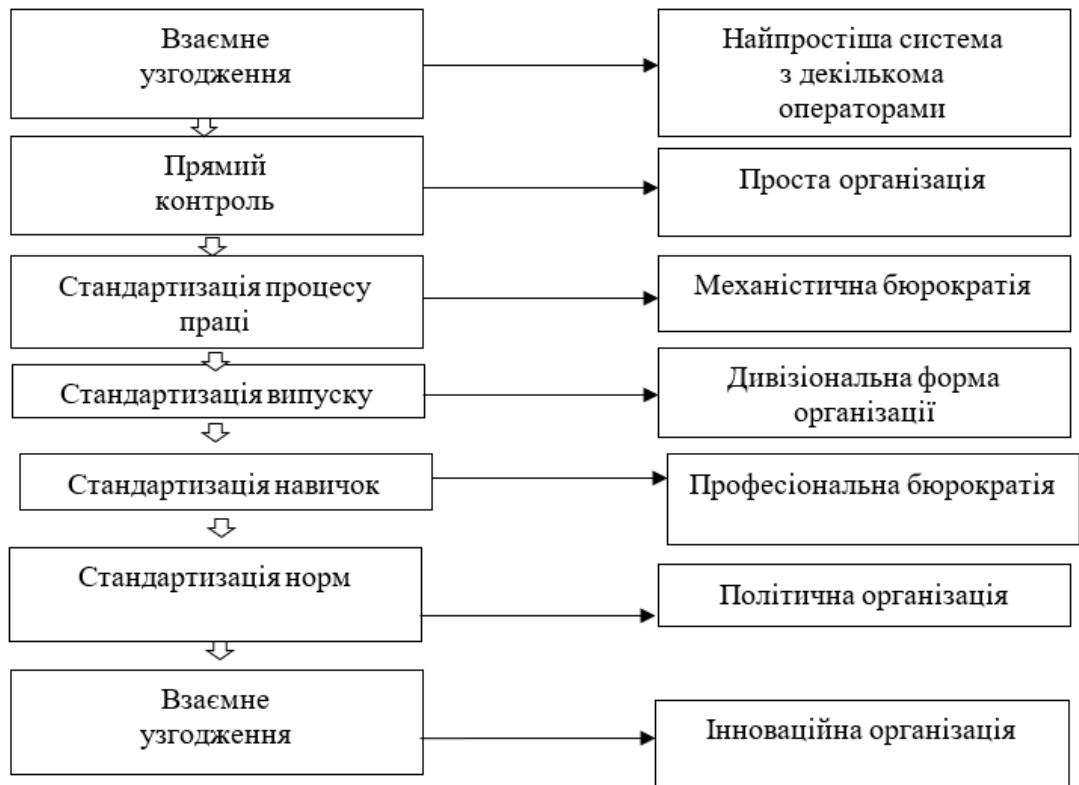 Взаємне
узгодження
Найпростіша система
з декількома
операторами
Прямий
контроль
Проста організація
Стандартизація процесу
праці
Механістична бюрократія
Стандартизація випуску
Дивізіональна форма
організації
Стандартизація навичок
Професіональна бюрократія
Стандартизація норм
Політична організація
Взаємне
узгодження
Інноваційна організація